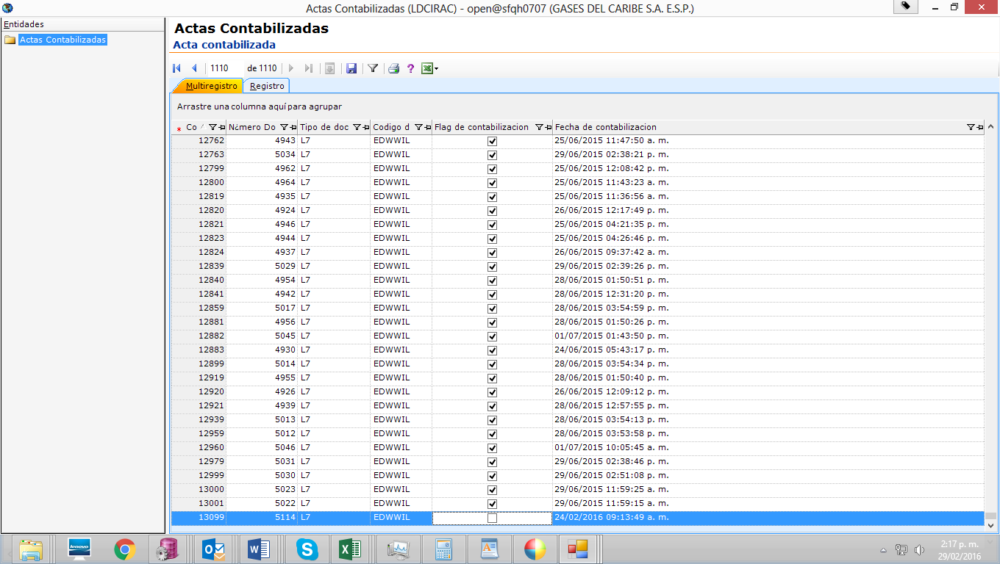 Actas Contabilizadas (LDCIRAC) - open@sfqh0707 (GASES DEL CARIBE S.A. E.S.P.)
Entidades
Actas Contabilizadas
Actas Contabilizadas
Acta contabilizada
1110 de 1110
Multiregistro Registro
Arrastre una columna aquí para agrupar
Co Número Do Tipo de doc Codigo d Flag de contabilizacion Fecha de contabilizacion
12762 4943 L7 EDWWIL 25/06/2015 11:47:50 a. m.
12763 5034 L7 EDWWIL 29/06/2015 02:38:21 p. m.
12799 4962 L7 EDWWIL 25/06/2015 12:08:42 p. m.
12800 4964 L7 EDWWIL 25/06/2015 11:43:23 a. m.
12819 4935 L7 EDWWIL 25/06/2015 11:36:56 a. m.
12820 4924 L7 EDWWIL 26/06/2015 12:17:49 p. m.
12821 4946 L7 EDWWIL 25/06/2015 04:21:35 p. m.
12823 4944 L7 EDWWIL 25/06/2015 04:26:46 p. m.
12824 4937 L7 EDWWIL 26/06/2015 09:37:42 a. m.
12839 5029 L7 EDWWIL 29/06/2015 02:39:26 p. m.
12840 4954 L7 EDWWIL 28/06/2015 01:50:51 p. m.
12841 4942 L7 EDWWIL 28/06/2015 12:31:20 p. m.
12859 5017 L7 EDWWIL 28/06/2015 03:54:59 p. m.
12881 4956 L7 EDWWIL 28/06/2015 01:50:26 p. m.
12882 5045 L7 EDWWIL 01/07/2015 01:43:50 p. m.
12883 4930 L7 EDWWIL 24/06/2015 05:43:17 p. m.
12899 5014 L7 EDWWIL 28/06/2015 03:54:34 p. m.
12919 4955 L7 EDWWIL 28/06/2015 01:50:40 p. m.
12920 4926 L7 EDWWIL 26/06/2015 12:09:12 p. m.
12921 4939 L7 EDWWIL 28/06/2015 12:57:55 p. m.
12939 5013 L7 EDWWIL 28/06/2015 03:54:13 p. m.
12959 5012 L7 EDWWIL 28/06/2015 03:53:58 p. m.
12960 5046 L7 EDWWIL 01/07/2015 10:05:45 a. m.
12979 5031 L7 EDWWIL 29/06/2015 02:38:46 p. m.
12999 5030 L7 EDWWIL 29/06/2015 02:51:08 p. m.
13000 5023 L7 EDWWIL 29/06/2015 11:59:25 a. m.
13001 5022 L7 EDWWIL 29/06/2015 11:59:15 a. m.
13099 5114 L7 EDWWIL 24/02/2016 09:13:49 a. m.
lenovo
2:17 p. m.
29/02/2016